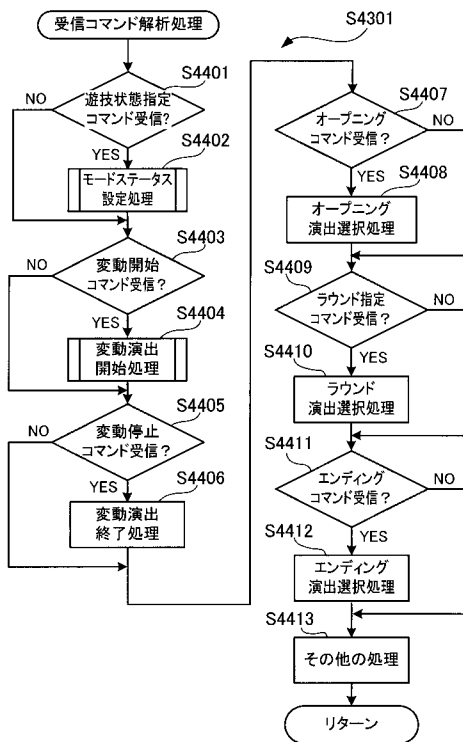 受信コマンド解析処理
S4301
S4401
遊技状態指定
コマンド受信？
NO
YES
S4402
モードステータス
設定処理
S4403
変動開始
コマンド受信？
NO
YES
S4404
変動演出
開始処理
S4405
変動停止
コマンド受信？
NO
YES
S4406
変動演出
終了処理
S4407
オープニング
コマンド受信？
NO
YES
S4408
オープニング
演出選択処理
S4409
ラウンド指定
コマンド受信？
NO
YES
S4410
ラウンド
演出選択処理
S4411
エンディング
コマンド受信？
NO
YES
S4412
エンディング
演出選択処理
S4413
その他の処理
リターン